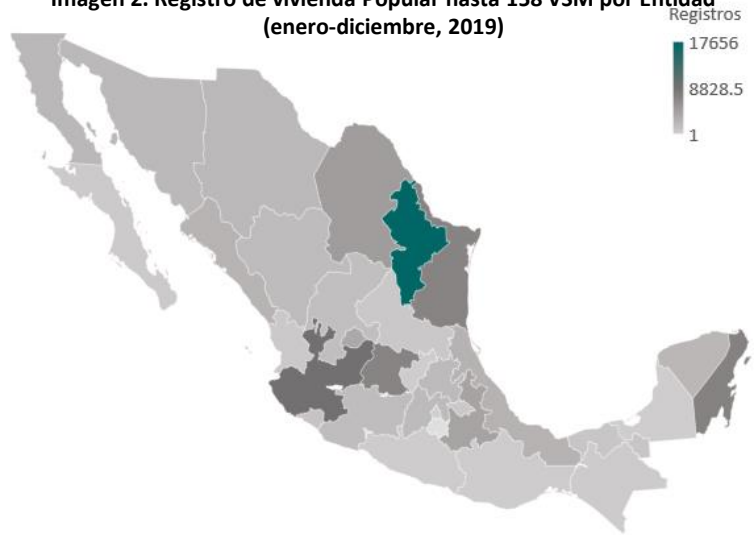 Imagen 2. Registro de vivienda Popular hasta 158 VSM por Entidad
(enero-diciembre, 2019)
Registros
17656
8828.5
1